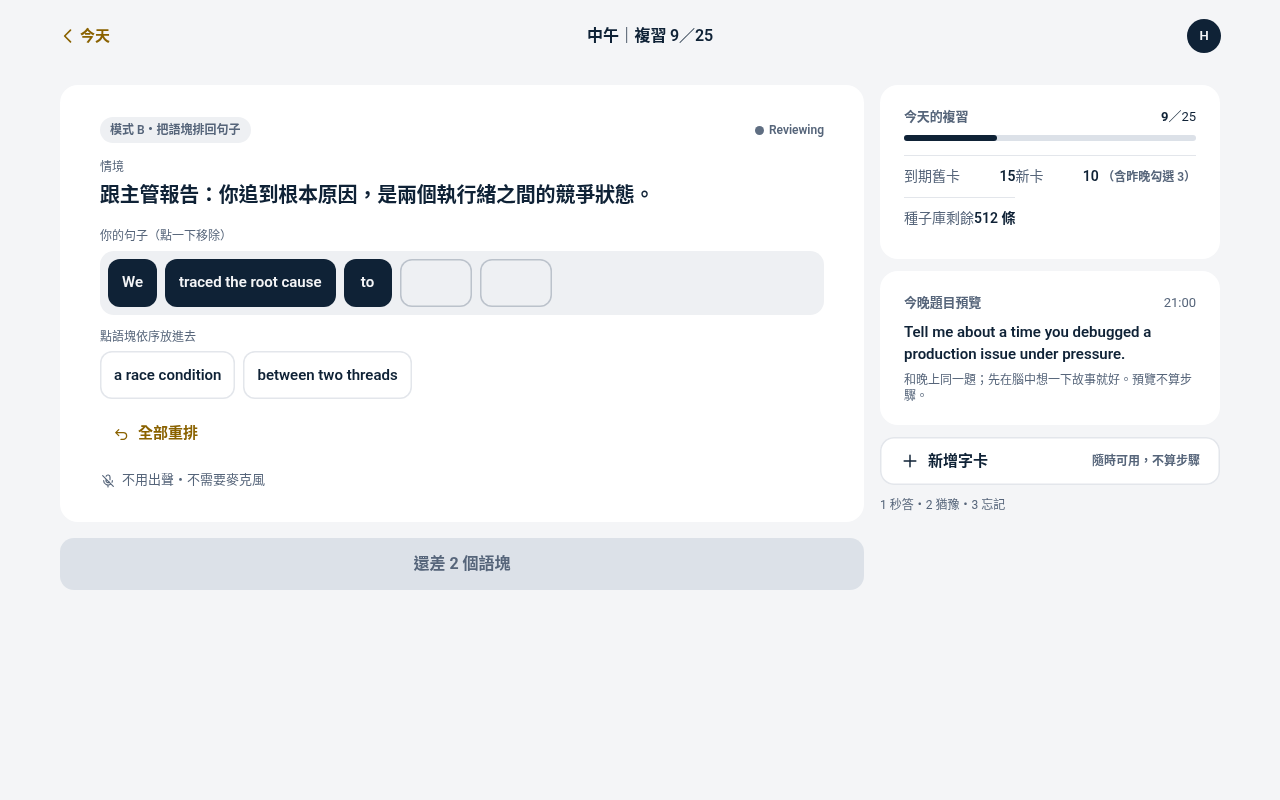 今天
中午｜複習 9／25
H
模式 B・把語塊排回句子
Reviewing
情境
跟主管報告：你追到根本原因，是兩個執行緒之間的競爭狀態。
你的句子（點一下移除）
We
traced the root cause
to
點語塊依序放進去
a race condition
between two threads
全部重排
不用出聲・不需要麥克風
還差 2 個語塊
今天的複習
9／25
到期舊卡 15
新卡 10 （含昨晚勾選 3）
種子庫剩餘 512 條
今晚題目預覽
21:00
Tell me about a time you debugged a
production issue under pressure.
和晚上同一題；先在腦中想一下故事就好。預覽不算步
驟。
新增字卡
隨時可用，不算步驟
1 秒答・2 猶豫・3 忘記